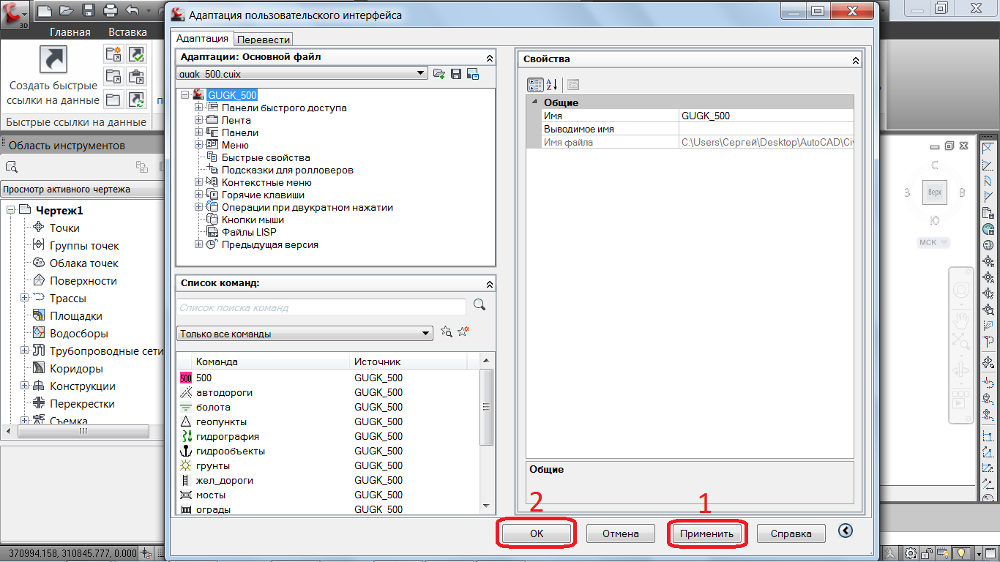 Адаптация пользовательского интерфейса
3D
Главная
Вставка
Создать быстрые
ссылки на данные
Быстрые ссылки на данные
Область инструментов
Просмотр активного чертежа
Чертеж1
Точки
Группы точек
Облака точек
Поверхности
Трассы
Площадки
Водосборы
Трубопроводные сети
Коридоры
Конструкции
Перекрестки
Съемка
370994.158, 310845.777, 0.000
Адаптация
Перевести
Адаптации: Основной файл
gugk_500.cuix
GUGK_500
Панели быстрого доступа
Лента
Панели
Меню
Быстрые свойства
Подсказки для ролловеров
Контекстные меню
Горячие клавиши
Операции при двукратном нажатии
Кнопки мыши
Файлы LISP
Предыдущая версия
Список команд:
Список поиска команд
Только все команды
Команда Источник
500 500 GUGK_500
автодороги GUGK_500
болота GUGK_500
геопункты GUGK_500
гидрография GUGK_500
гидрообъекты GUGK_500
грунты GUGK_500
жел_дороги GUGK_500
мосты GUGK_500
ограды GUGK_500
Свойства
Общие
Имя GUGK_500
Выводимое имя
Имя файла C:\Users\Сергей\Desktop\AutoCAD\Civ
Общие
2
1
OK
Отмена
Применить
Справка
С
З
Верх
В
Ю
МСК